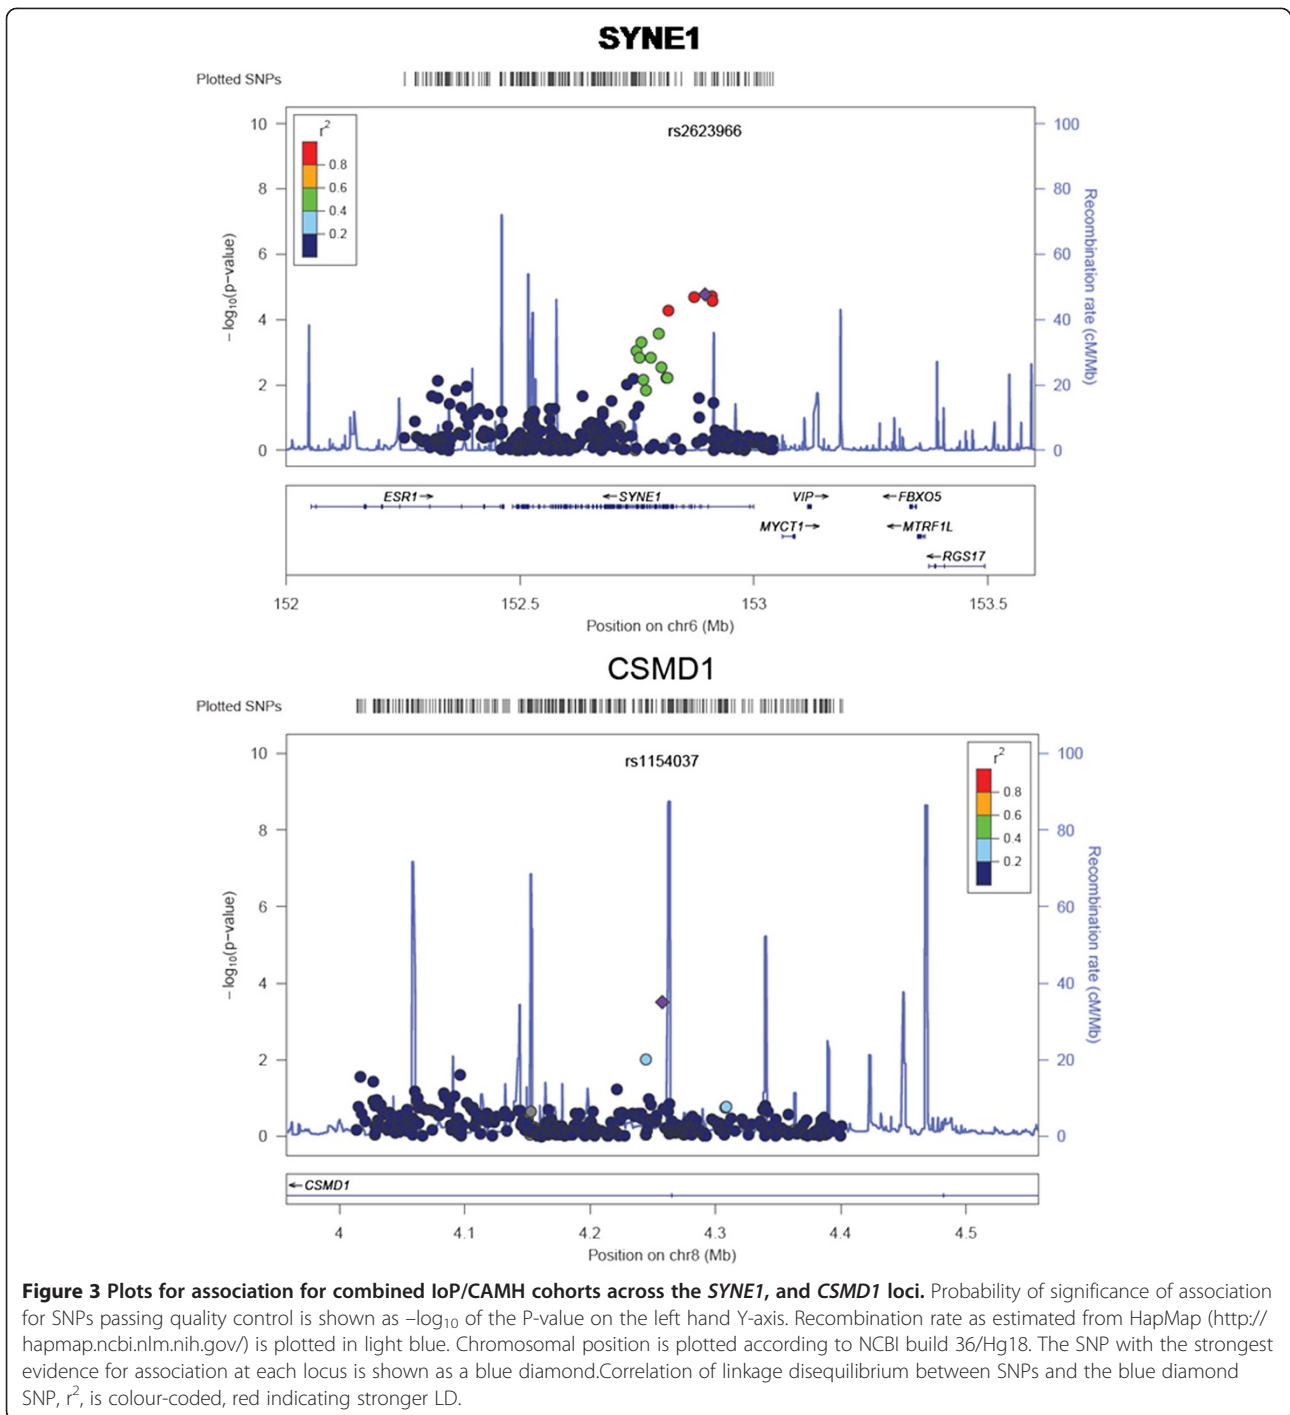 SYNE1
Plotted SNPs
rs2623966
r2
0.8
0.6
0.4
0.2
10
8
6
4
2
0
−log10(p−value)
100
80
60
40
20
0
Recombination rate (cM/Mb)
ESR1→
←SYNE1
VIP→
←FBXO5
MYCT1→
←MTRF1L
←RGS17
152
152.5
153
153.5
Position on chr6 (Mb)
CSMD1
Plotted SNPs
rs1154037
r2
0.8
0.6
0.4
0.2
10
8
6
4
2
0
−log10(p−value)
100
80
60
40
20
0
Recombination rate (cM/Mb)
←CSMD1
4
4.1
4.2
4.3
4.4
4.5
Position on chr8 (Mb)
Figure 3 Plots for association for combined IoP/CAMH cohorts across the SYNE1, and CSMD1 loci. Probability of significance of association
for SNPs passing quality control is shown as –log10 of the P-value on the left hand Y-axis. Recombination rate as estimated from HapMap (http://
hapmap.ncbi.nlm.nih.gov/) is plotted in light blue. Chromosomal position is plotted according to NCBI build 36/Hg18. The SNP with the strongest
evidence for association at each locus is shown as a blue diamond.Correlation of linkage disequilibrium between SNPs and the blue diamond
SNP, r2, is colour-coded, red indicating stronger LD.